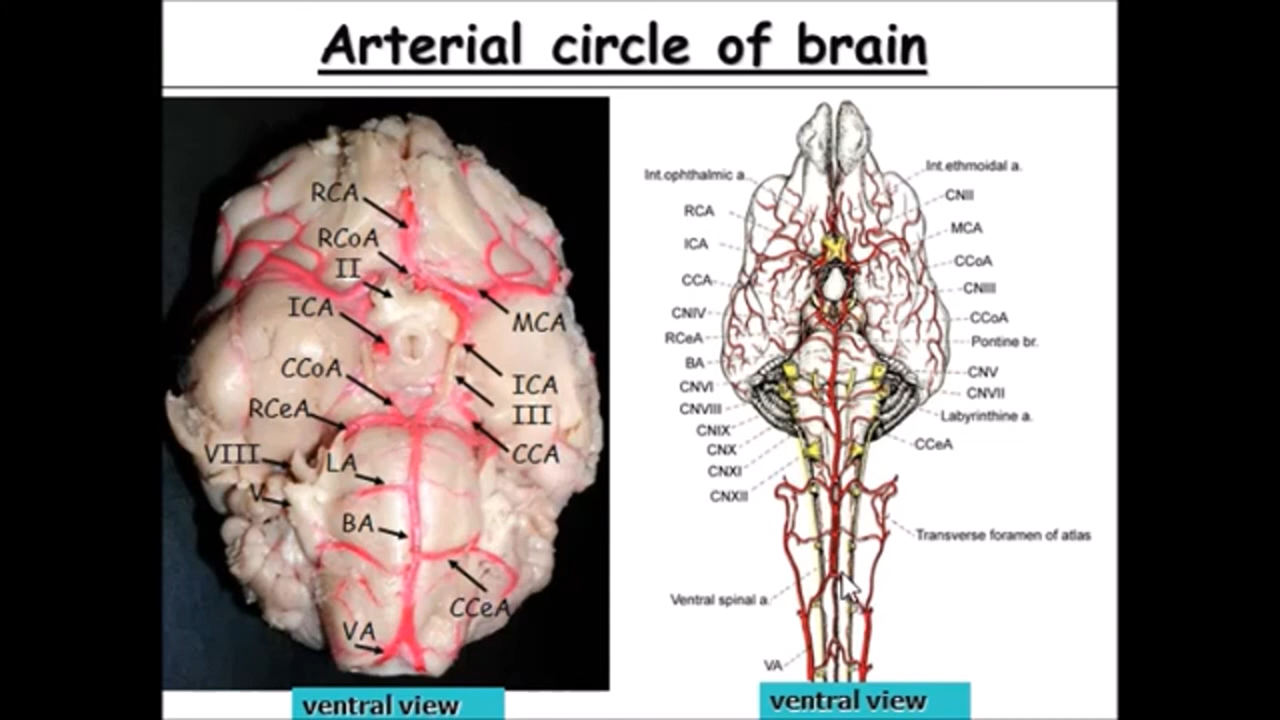 Arterial circle of brain
RCA
RCoA
II
ICA
MCA
CCoA
ICA
RCeA
III
VIII
LA
CCA
V
BA
CCeA
VA
ventral view
Int.ophthalmic a.
Int.ethmoidal a.
CNII
RCA
MCA
ICA
CCoA
CCA
CNIII
CNIV
CCoA
RCeA
Pontine br.
BA
CNV
CNVI
CNVII
CNVIII
Labyrinthine a.
CNIX
CCeA
CNX
CNXI
CNXII
Transverse foramen of atlas
Ventral spinal a.
VA
ventral view